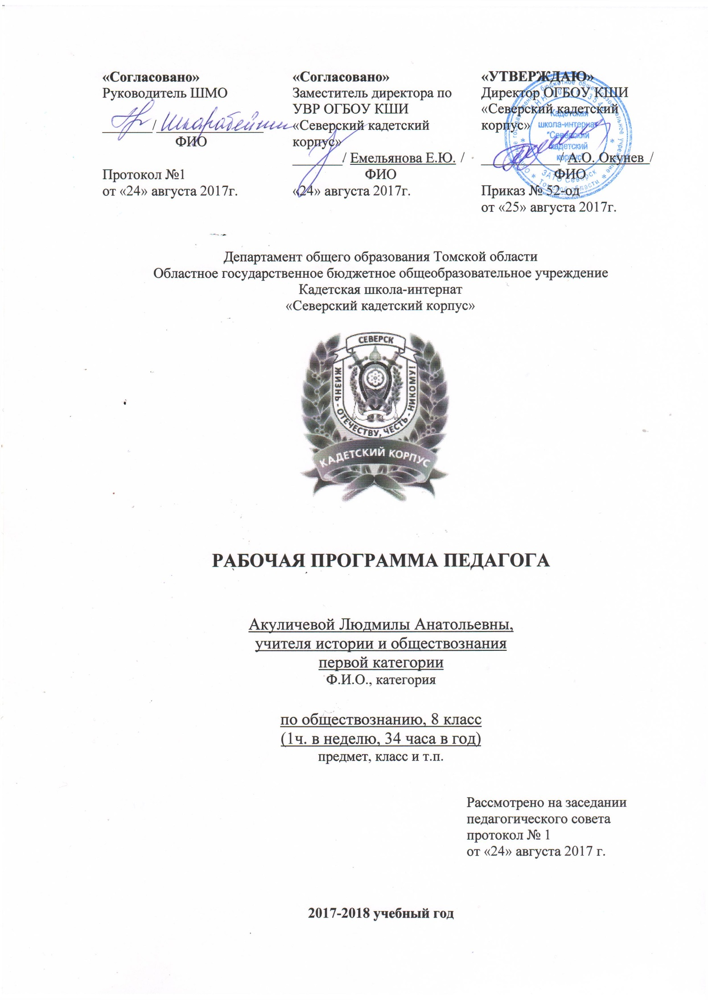 «Согласовано»
Руководитель ШМО
_______/_______________
ФИО
Протокол №1
от «24» августа 2017г.
«Согласовано»
Заместитель директора по
УВР ОГБОУ КШИ
«Северский кадетский
корпус»
_______/ Емельянова Е.Ю. /
ФИО
«24» августа 2017г.
«УТВЕРЖДАЮ»
Директор ОГБОУ КШИ
«Северский кадетский
корпус»
___________/ А.О. Окунев /
ФИО
Приказ № 52-од
от «25» августа 2017г.
Кадетская
школа-интернат
"Северский
кадетский
корпус"
ЗАТО Северск
Томской области
Департамент общего образования Томской области
Областное государственное бюджетное общеобразовательное учреждение
Кадетская школа-интернат
«Северский кадетский корпус»
СЕВЕРСК
ЖИЗНЬ - ОТЕЧЕСТВУ, ЧЕСТЬ - НИКОМУ!
КАДЕТСКИЙ КОРПУС
РАБОЧАЯ ПРОГРАММА ПЕДАГОГА
Акуличевой Людмилы Анатольевны,
учителя истории и обществознания
первой категории
Ф.И.О., категория
по обществознанию, 8 класс
(1ч. в неделю, 34 часа в год)
предмет, класс и т.п.
Рассмотрено на заседании
педагогического совета
протокол № 1
от «24» августа 2017 г.
2017-2018 учебный год